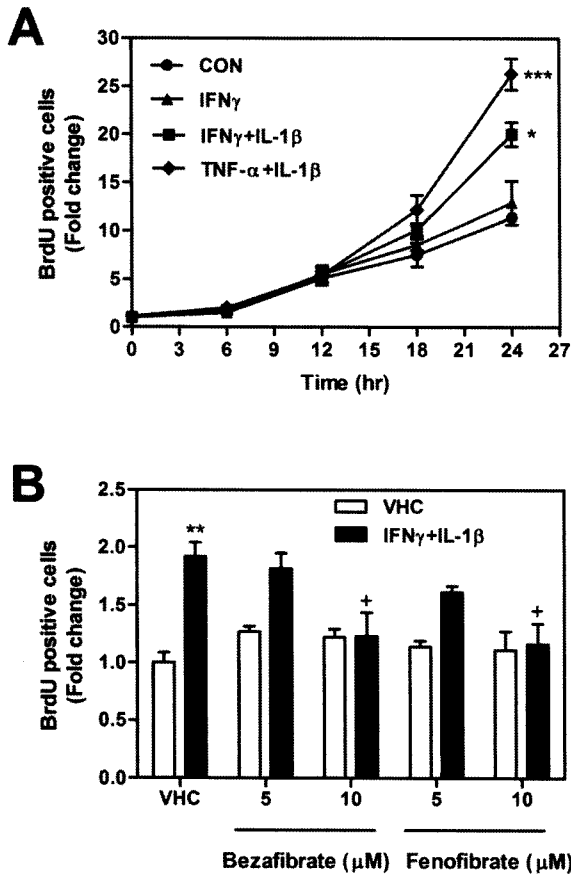 A
BrdU positive cells
(Fold change)
30
25
20
15
10
5
0
CON
IFNγ
IFNγ+IL-1β
TNF-α+IL-1β
***
*
0 3 6 9 12 15 18 21 24 27
Time (hr)
B
BrdU positive cells
(Fold change)
2.5
2.0
1.5
1.0
0.5
0.0
VHC
IFNγ+IL-1β
**
+
+
VHC 5 10 5 10
Bezafibrate (μM) Fenofibrate (μM)